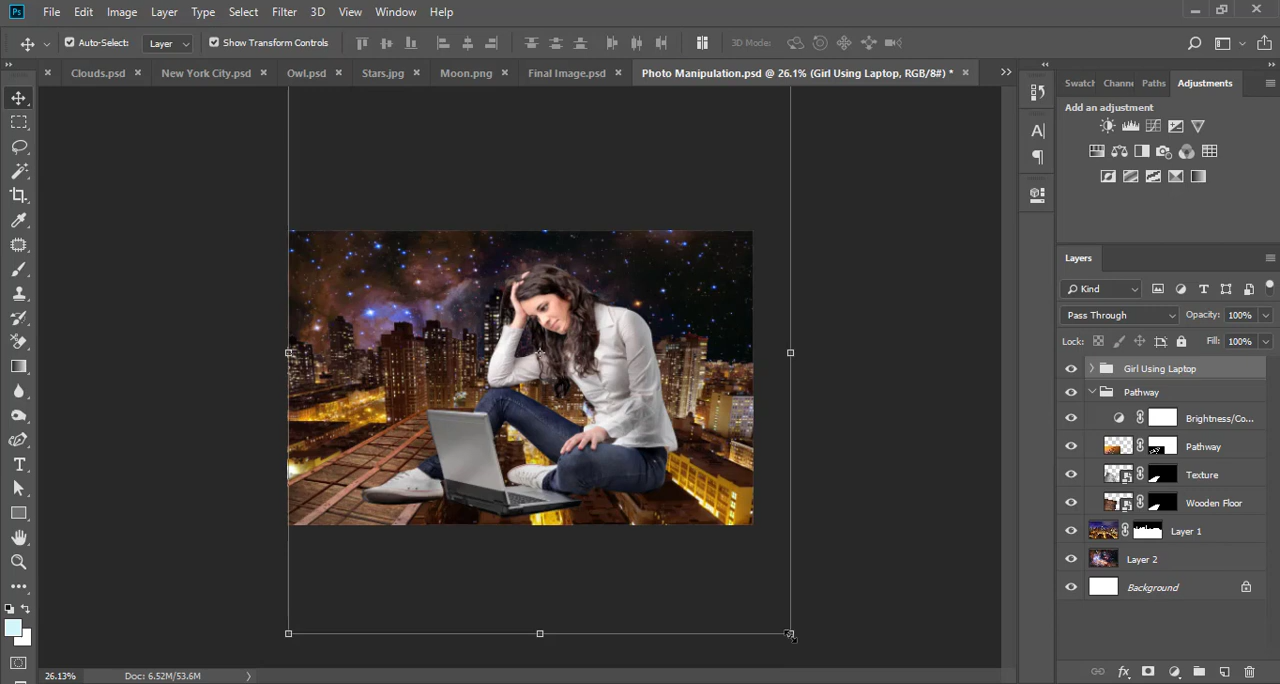 Ps File Edit Image Layer Type Select Filter 3D View Window Help
Auto-Select: Layer Show Transform Controls 3D Mode:
Clouds.psd × New York City.psd × Owl.psd × Stars.jpg × Moon.png × Final Image.psd × Photo Manipulation.psd @ 26.1% (Girl Using Laptop, RGB/8#) * ×
Swatch Channe Paths Adjustments
Add an adjustment
Layers
Kind
Pass Through Opacity: 100%
Lock: Fill: 100%
Girl Using Laptop
Pathway
Brightness/Co...
Pathway
Texture
Wooden Floor
Layer 1
Layer 2
Background
26.13% Doc: 6.52M/53.6M